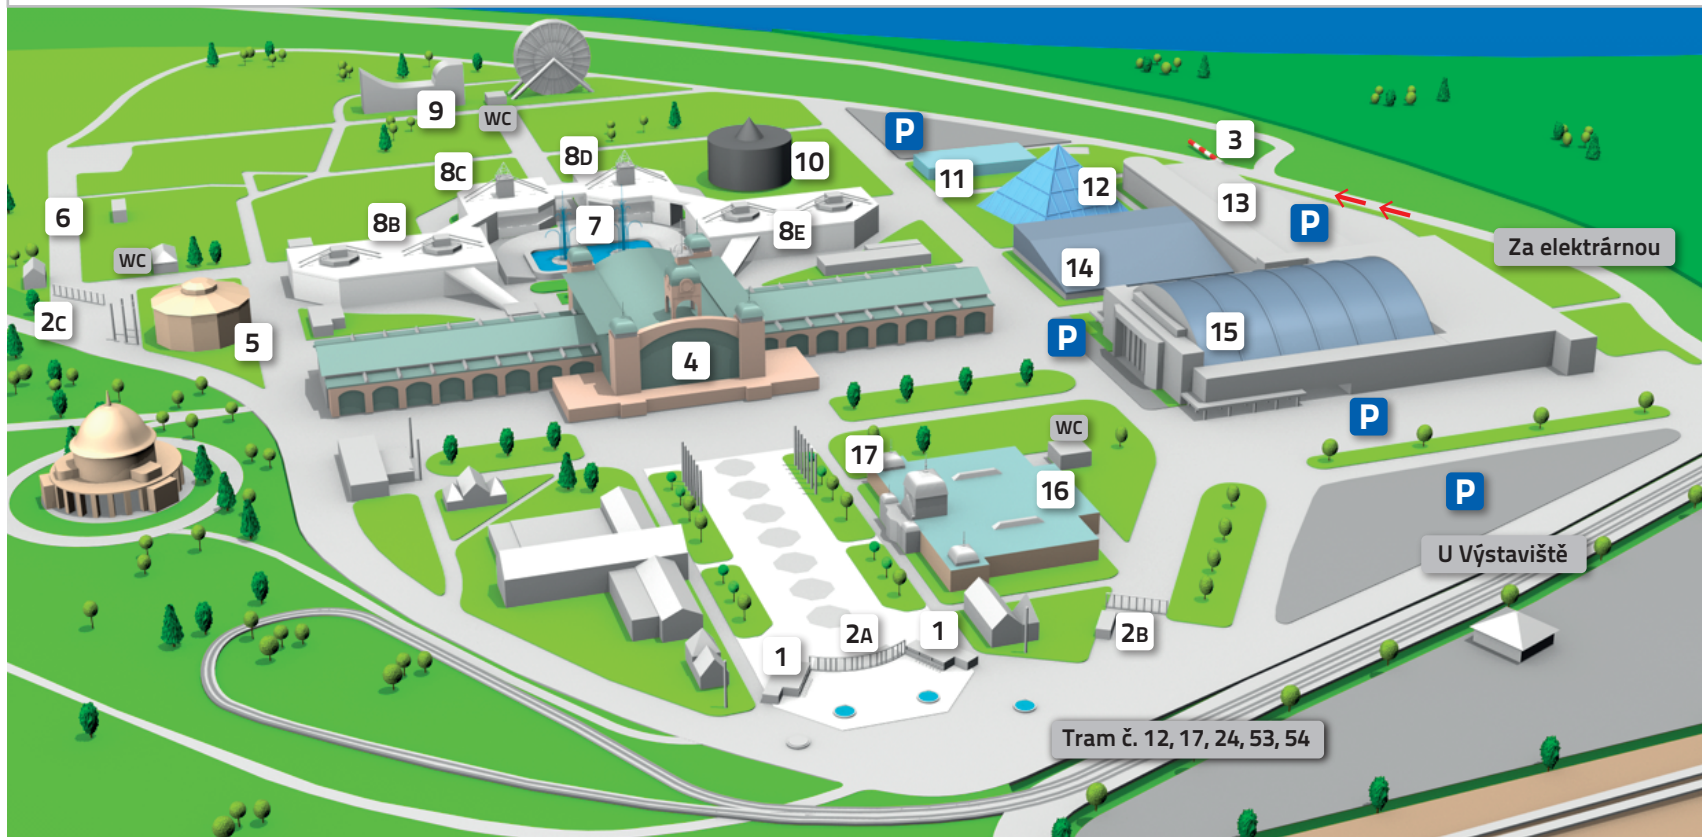 P
3
9
WC
8D
10
8C
11
12
13
6
7
8B
8E
P
Za elektrárnou
WC
14
2C
5
15
P
4
P
WC
17
16
P
U Výstaviště
2A
1
2B
1
Tram č. 12, 17, 24, 53, 54